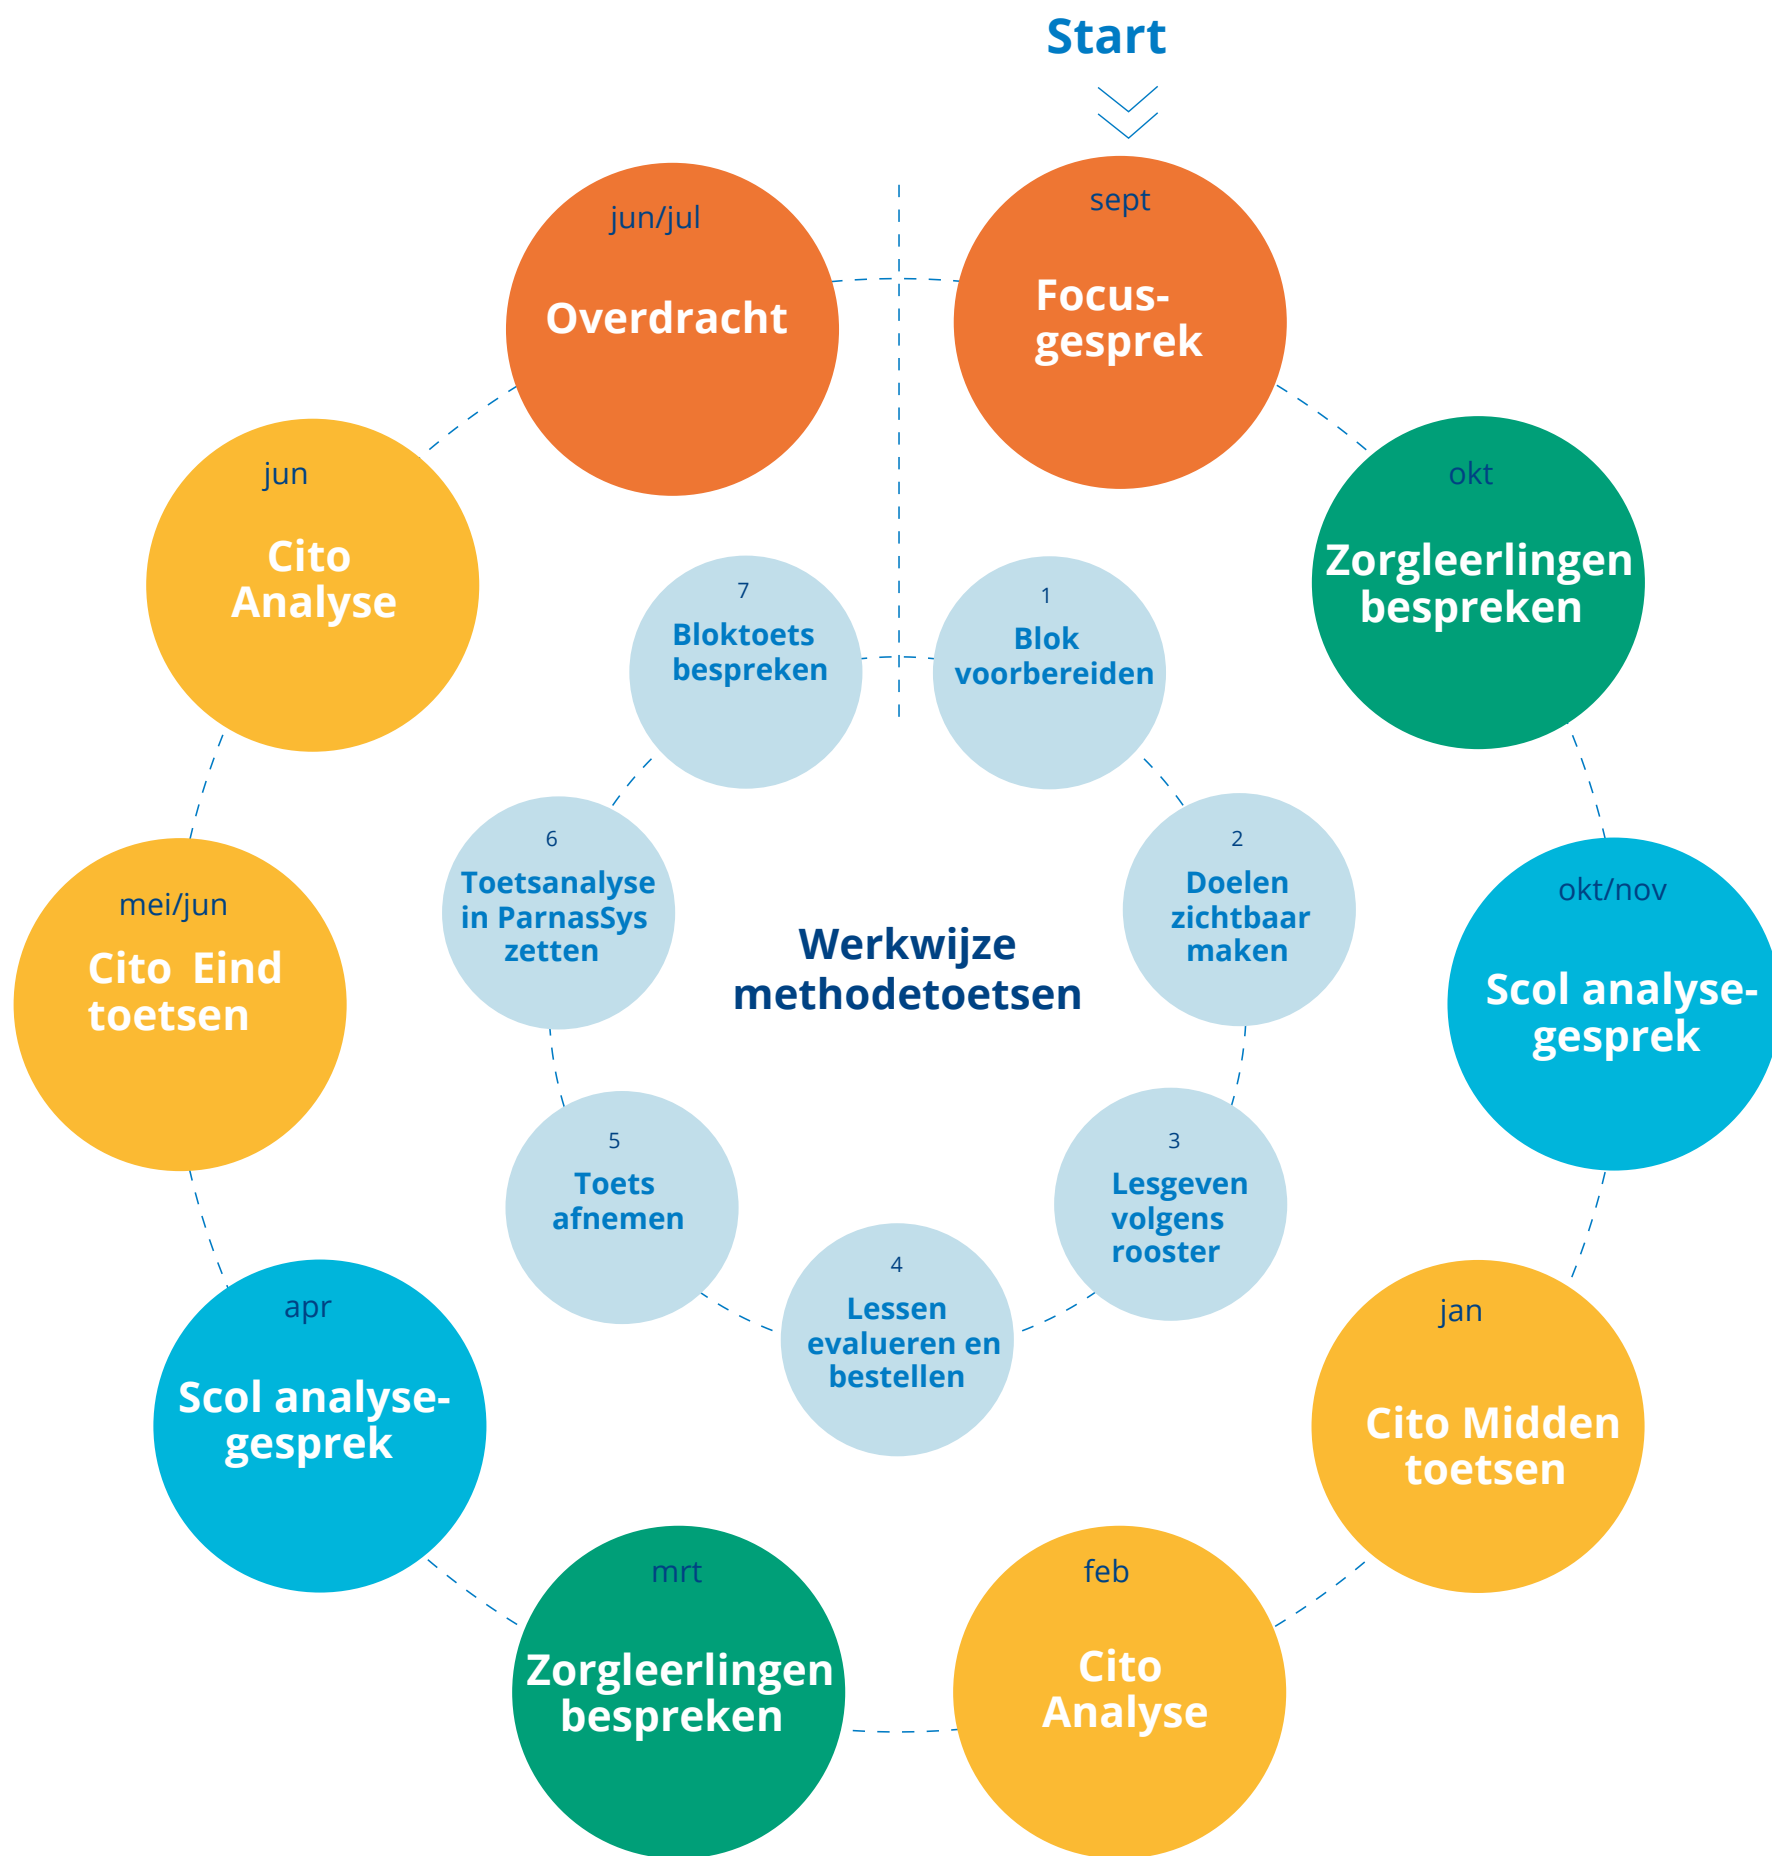 Start
sept
Focus-
gesprek
okt
Zorgleerlingen
bespreken
okt/nov
Scol analyse-
gesprek
jan
Cito Midden
toetsen
feb
Cito
Analyse
mrt
Zorgleerlingen
bespreken
apr
Scol analyse-
gesprek
mei/jun
Cito Eind
toetsen
jun
Cito
Analyse
jun/jul
Overdracht
1
Blok
voorbereiden
2
Doelen
zichtbaar
maken
3
Lesgeven
volgens
rooster
4
Lessen
evalueren en
bestellen
5
Toets
afnemen
6
Toetsanalyse
in ParnasSys
zetten
7
Bloktoets
bespreken
Werkwijze
methodetoetsen